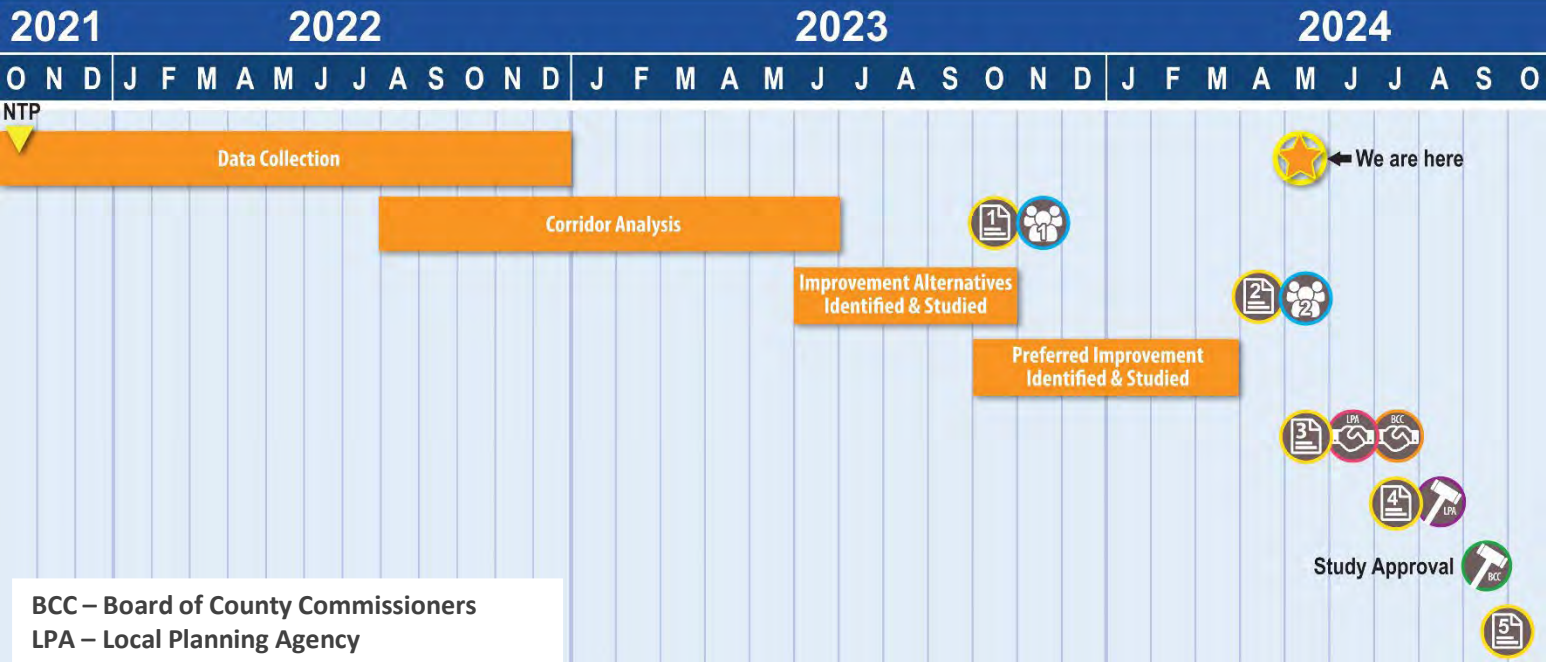 2021 2022 2023 2024
O N D J F M A M J J A S O N D J F M A M J J A S O N D J F M A M J J A S O
NTP
Data Collection
We are here
Corridor Analysis
1 1
Improvement Alternatives
Identified & Studied
2 2
Preferred Improvement
Identified & Studied
3 LPA BCC
4 LPA
Study Approval BCC
5
BCC – Board of County Commissioners
LPA – Local Planning Agency